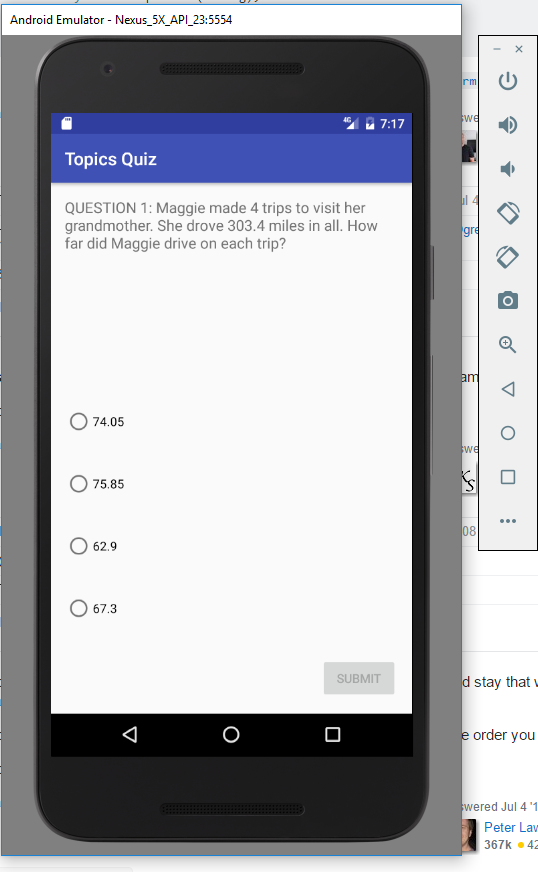 Android Emulator - Nexus_5X_API_23:5554
4G 7:17
Topics Quiz
QUESTION 1: Maggie made 4 trips to visit her
grandmother. She drove 303.4 miles in all. How
far did Maggie drive on each trip?
74.05
75.85
62.9
67.3
SUBMIT
d stay that
e order you
swered Jul 4 '1
Peter Law
367k 42